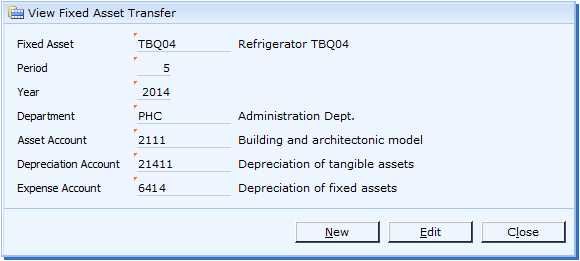 View Fixed Asset Transfer
Fixed Asset TBQ04 Refrigerator TBQ04
Period 5
Year 2014
Department PHC Administration Dept.
Asset Account 2111 Building and architectonic model
Depreciation Account 21411 Depreciation of tangible assets
Expense Account 6414 Depreciation of fixed assets
New Edit Close